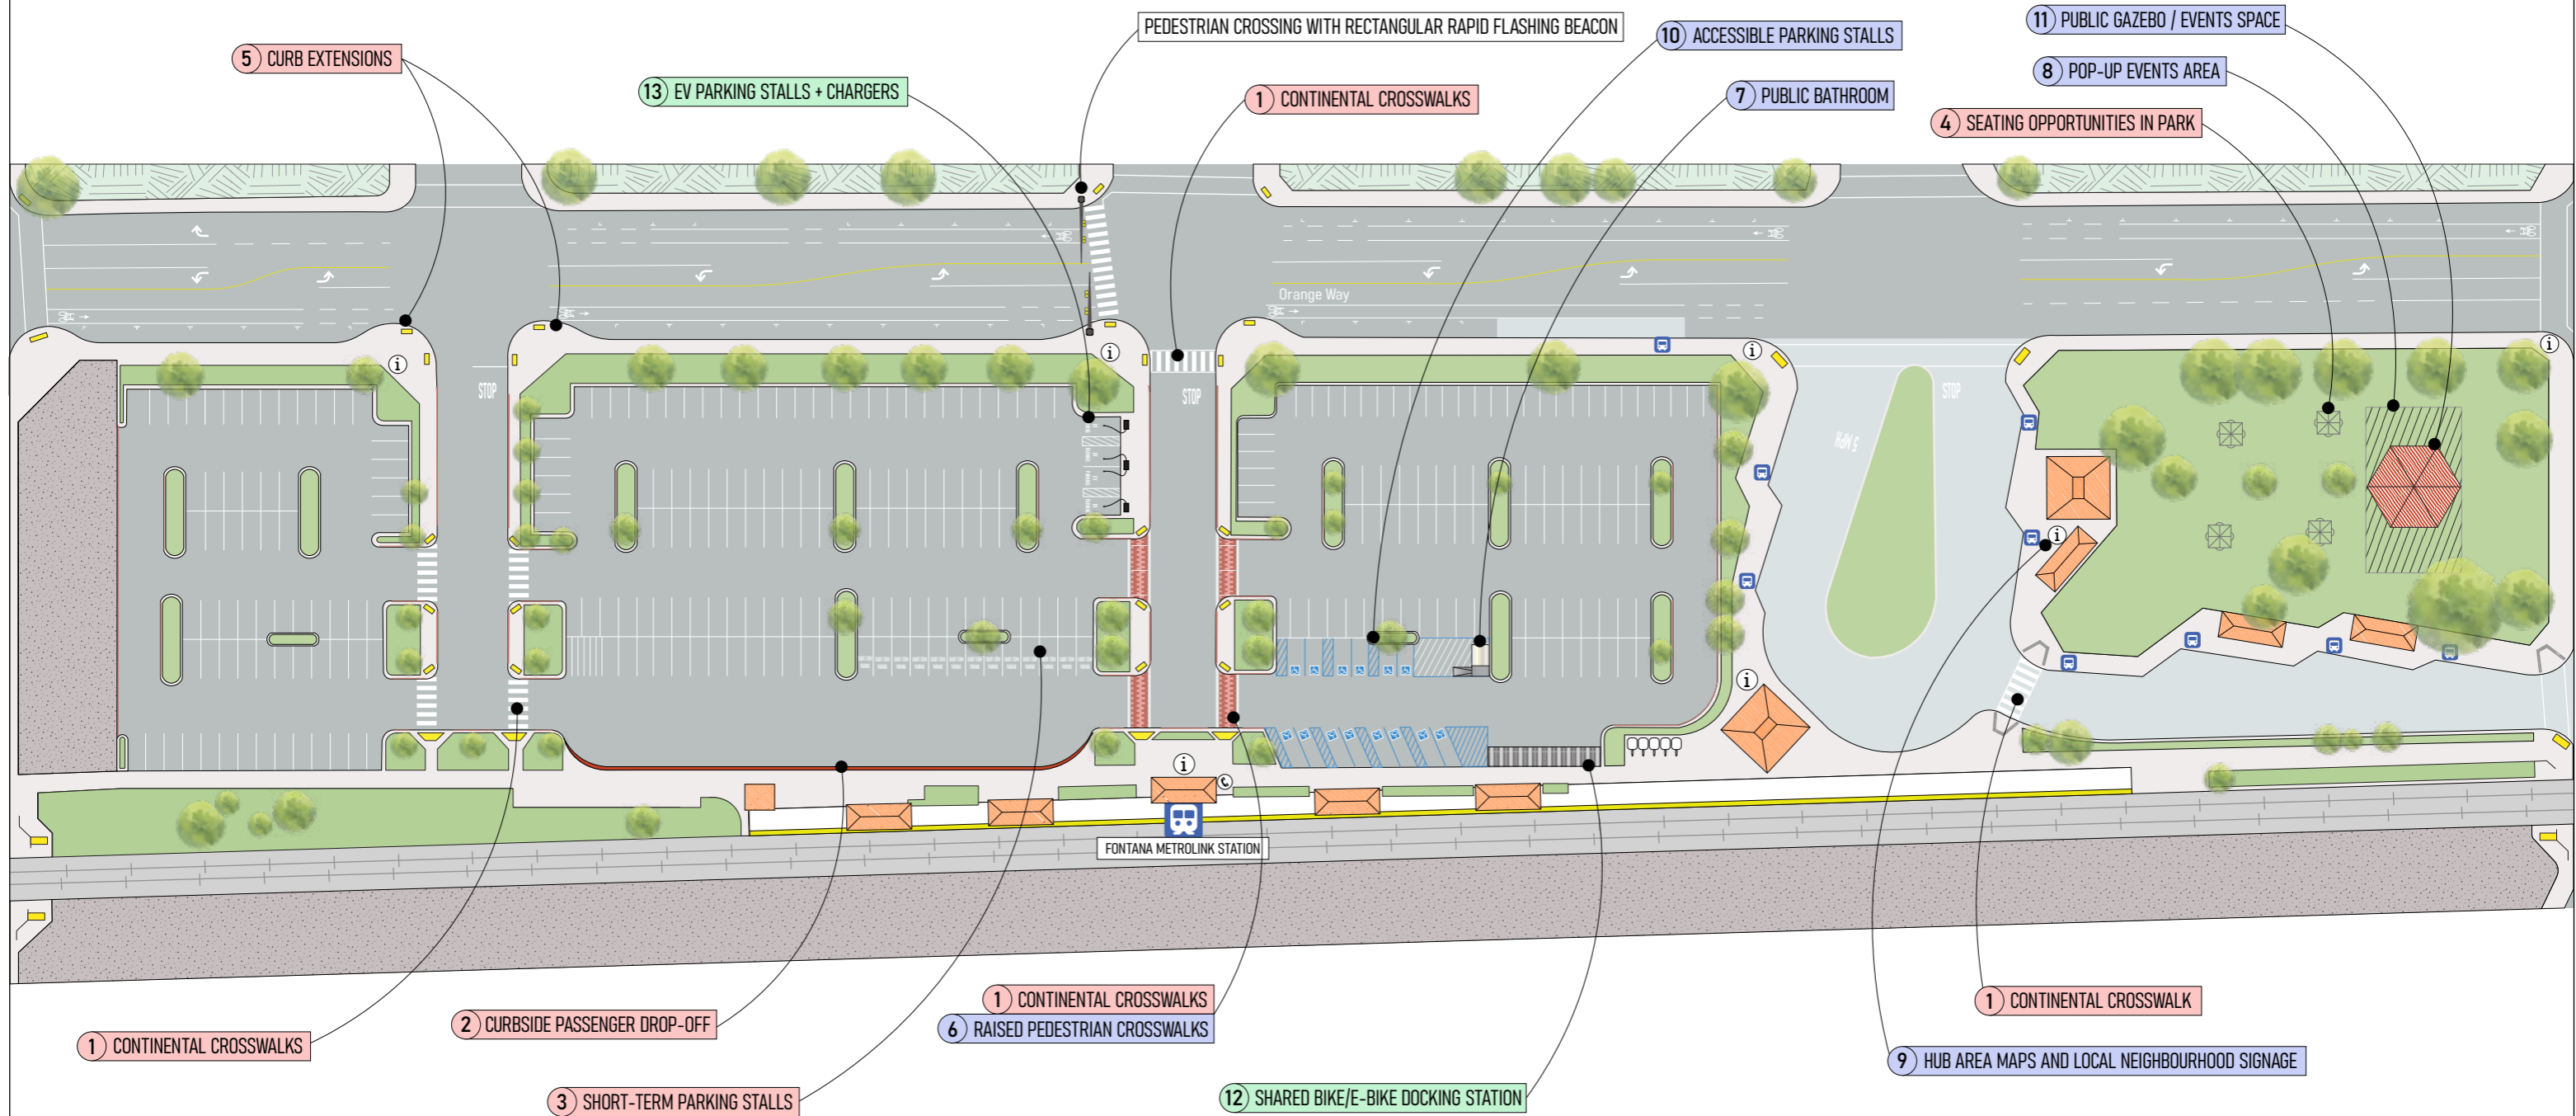 PEDESTRIAN CROSSING WITH RECTANGULAR RAPID FLASHING BEACON
11 PUBLIC GAZEBO / EVENTS SPACE
10 ACCESSIBLE PARKING STALLS
5 CURB EXTENSIONS
8 POP-UP EVENTS AREA
13 EV PARKING STALLS + CHARGERS
1 CONTINENTAL CROSSWALKS
7 PUBLIC BATHROOM
4 SEATING OPPORTUNITIES IN PARK
Orange Way
i
i
i
i
STOP
STOP
STOP
5 MPH
i
i
i
FONTANA METROLINK STATION
1 CONTINENTAL CROSSWALKS
6 RAISED PEDESTRIAN CROSSWALKS
1 CONTINENTAL CROSSWALK
2 CURBSIDE PASSENGER DROP-OFF
1 CONTINENTAL CROSSWALKS
9 HUB AREA MAPS AND LOCAL NEIGHBOURHOOD SIGNAGE
3 SHORT-TERM PARKING STALLS
12 SHARED BIKE/E-BIKE DOCKING STATION